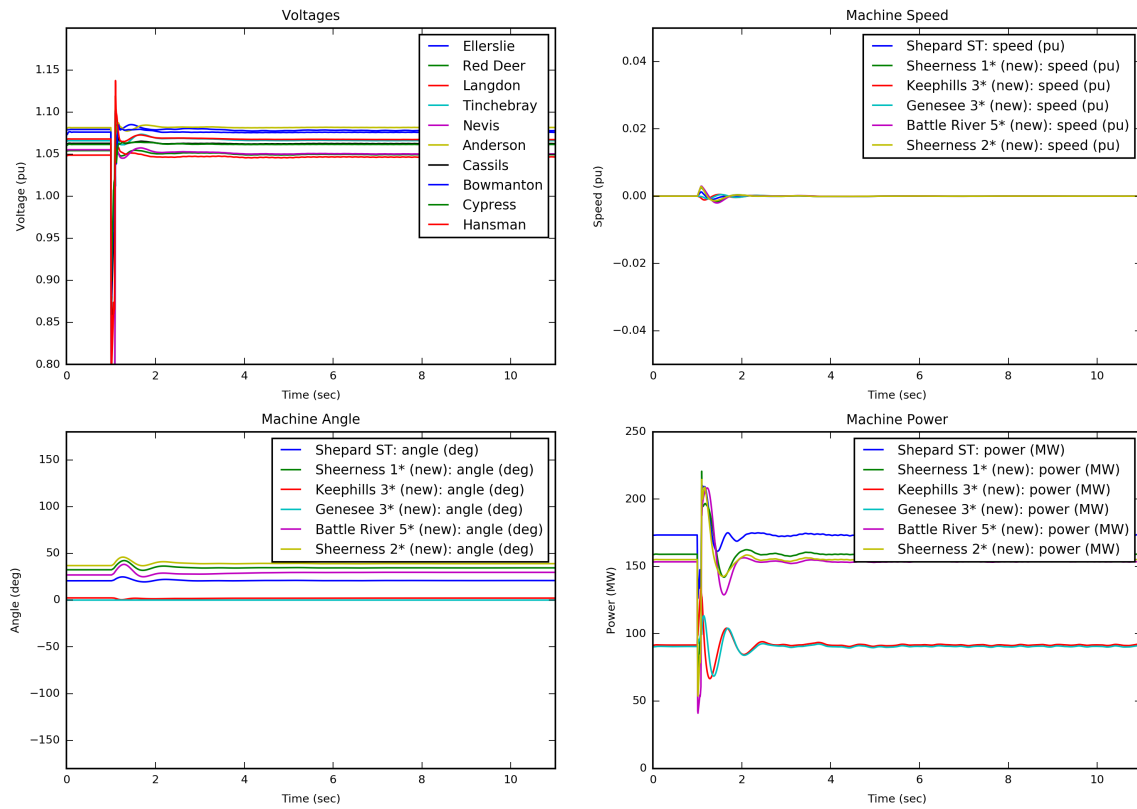 Voltages
1.15
1.10
1.05
1.00
0.95
0.90
0.85
0.80
Voltage (pu)
0
2
4
6
8
10
Time (sec)
Ellerslie
Red Deer
Langdon
Tinchebray
Nevis
Anderson
Cassils
Bowmanton
Cypress
Hansman
Machine Speed
0.04
0.02
0.00
−0.02
−0.04
Speed (pu)
0
2
4
6
8
10
Time (sec)
Shepard ST: speed (pu)
Sheerness 1* (new): speed (pu)
Keephills 3* (new): speed (pu)
Genesee 3* (new): speed (pu)
Battle River 5* (new): speed (pu)
Sheerness 2* (new): speed (pu)
Machine Angle
150
100
50
0
−50
−100
−150
Angle (deg)
0
2
4
6
8
10
Time (sec)
Shepard ST: angle (deg)
Sheerness 1* (new): angle (deg)
Keephills 3* (new): angle (deg)
Genesee 3* (new): angle (deg)
Battle River 5* (new): angle (deg)
Sheerness 2* (new): angle (deg)
Machine Power
250
200
150
100
50
0
Power (MW)
0
2
4
6
8
10
Time (sec)
Shepard ST: power (MW)
Sheerness 1* (new): power (MW)
Keephills 3* (new): power (MW)
Genesee 3* (new): power (MW)
Battle River 5* (new): power (MW)
Sheerness 2* (new): power (MW)